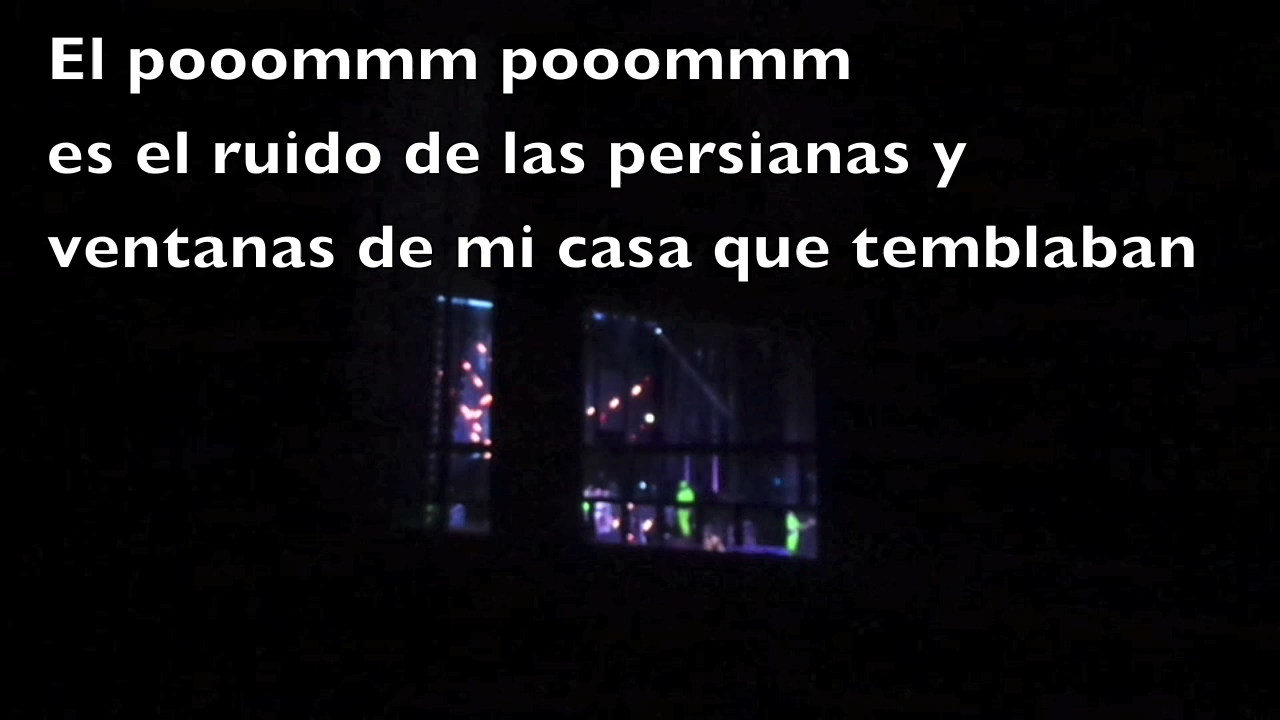 El pooommm pooommm
es el ruido de las persianas y
ventanas de mi casa que temblaban